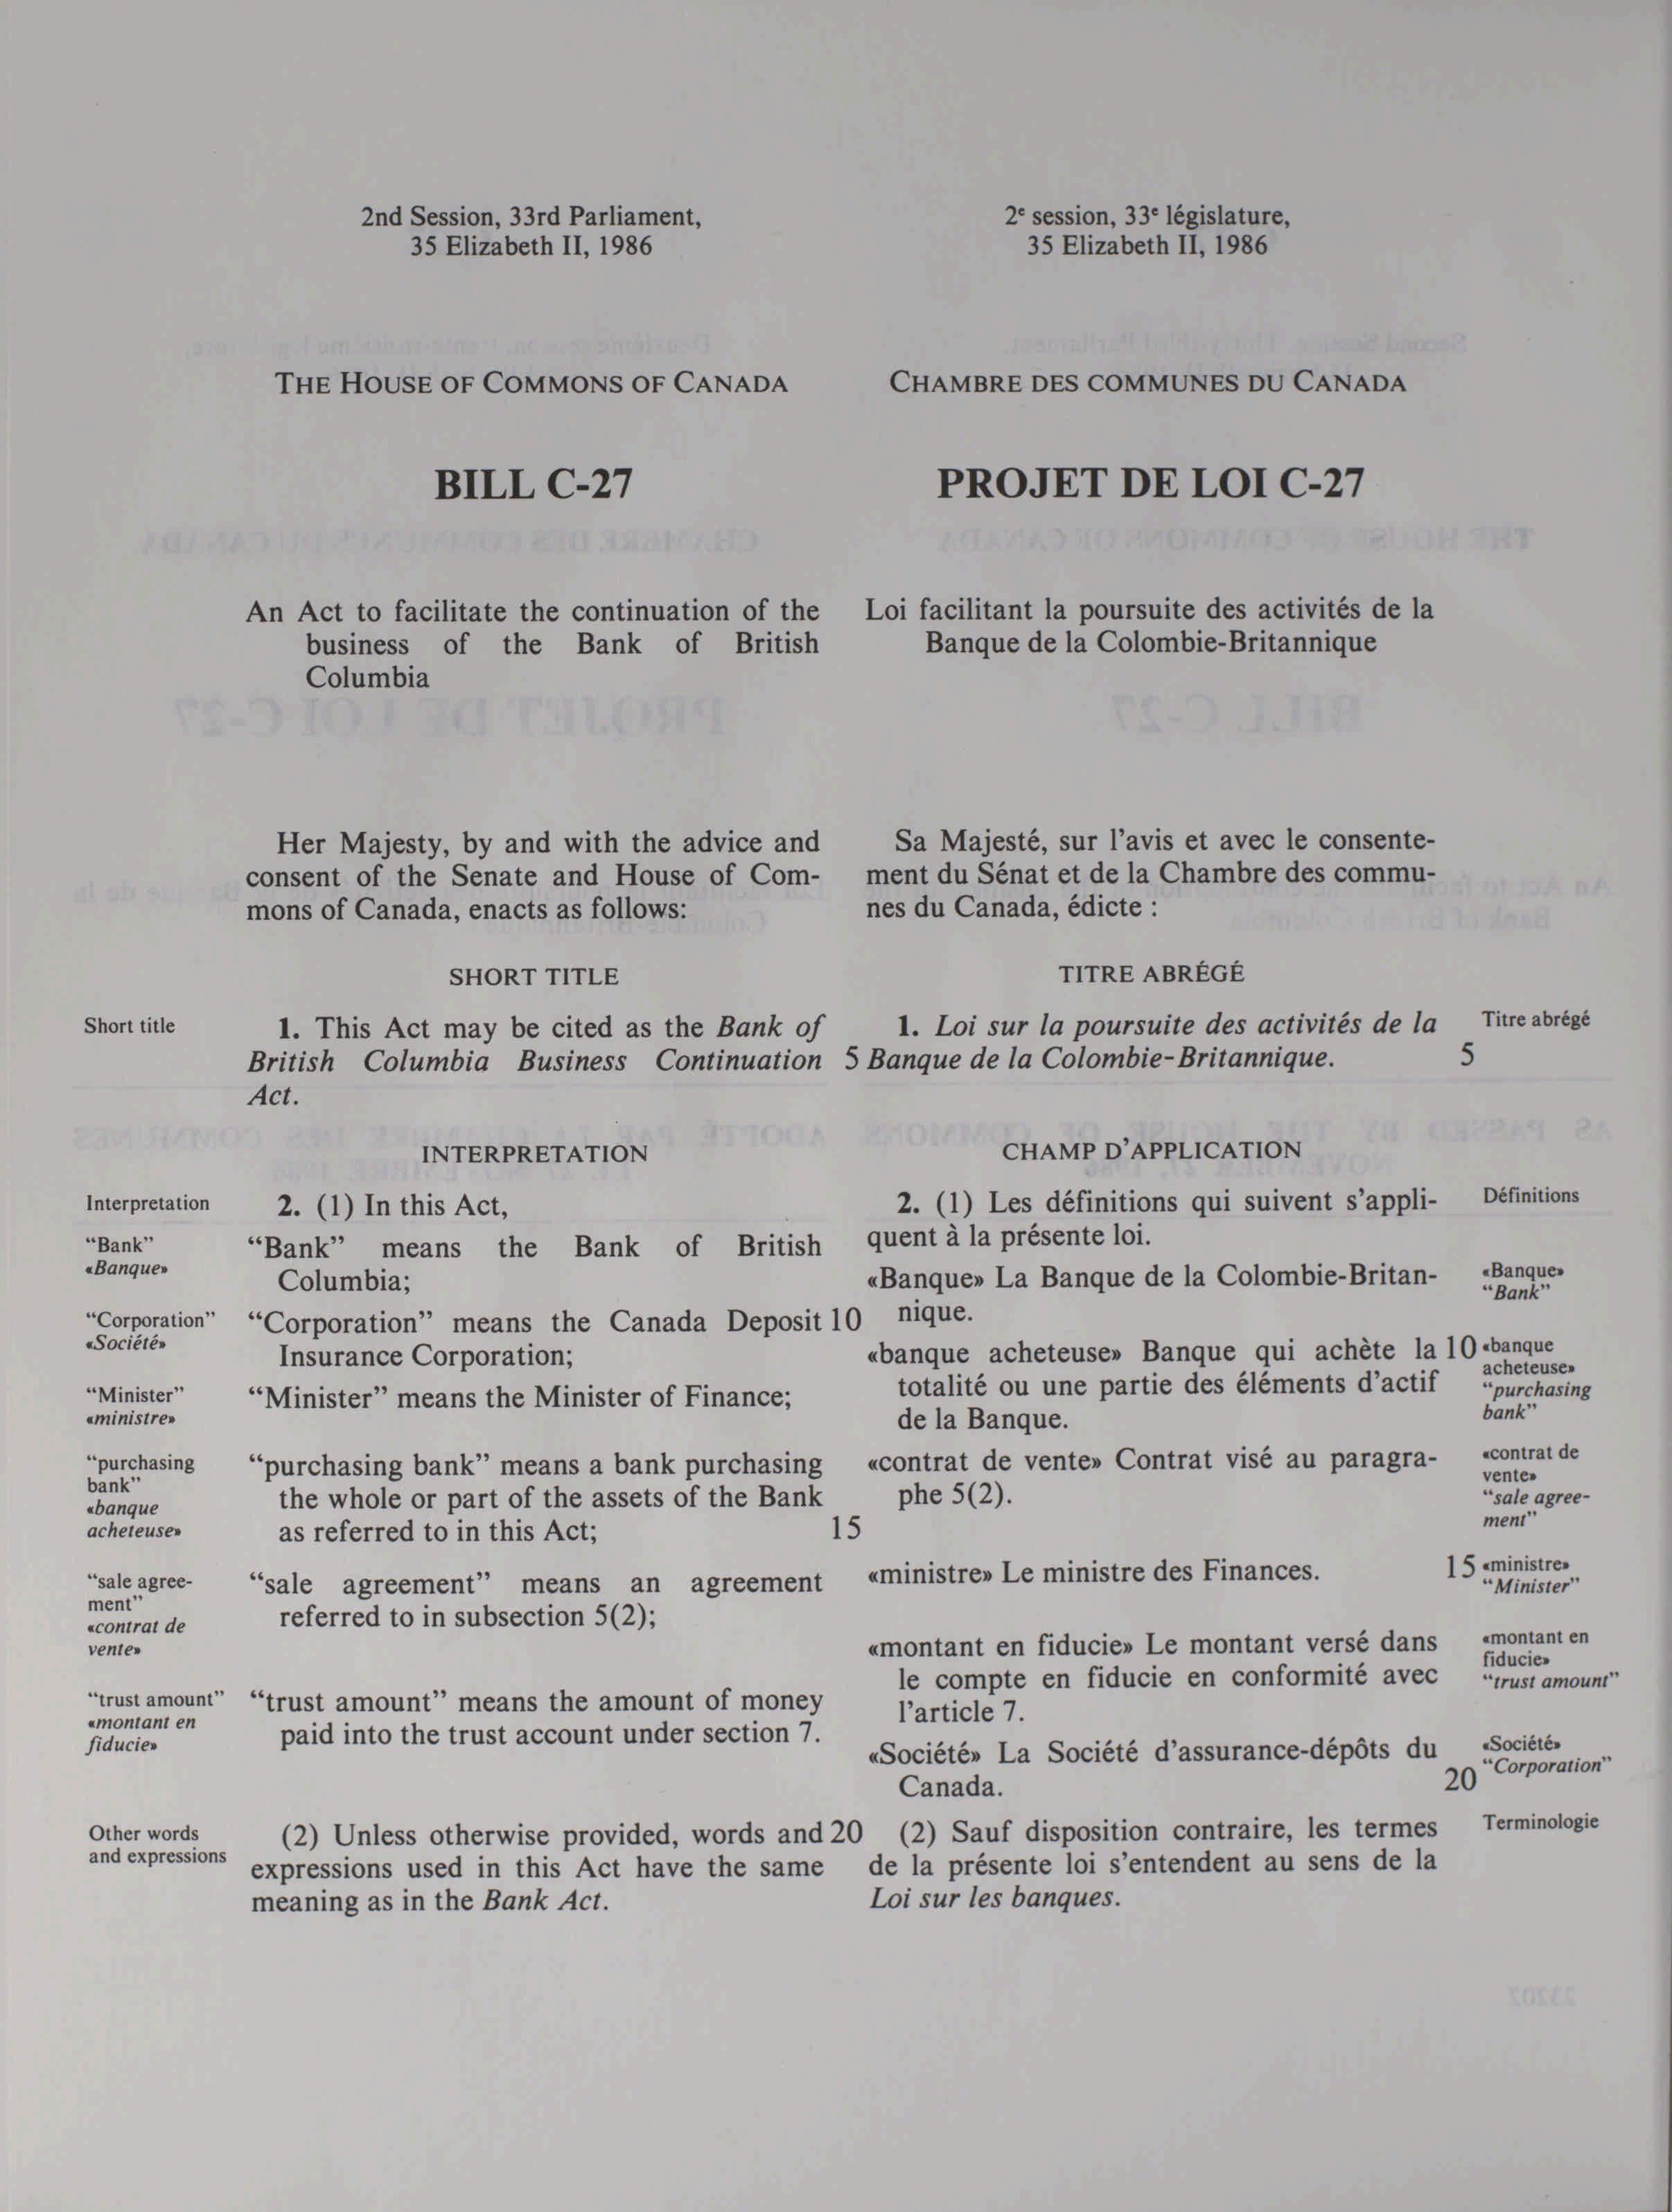 2nd Session, 33rd Parliament,
35 Elizabeth II, 1986
THE HOUSE OF COMMONS OF CANADA
BILL C-27
An Act to facilitate the continuation of the
business of the Bank of British
Columbia
Her Majesty, by and with the advice and
consent of the Senate and House of Com-
mons of Canada, enacts as follows:
SHORT TITLE
Short title
1. This Act may be cited as the Bank of
British Columbia Business Continuation 5
Act.
INTERPRETATION
Interpretation
2. (1) In this Act,
“Bank”
«Banque»
“Bank” means the Bank of British
Columbia;
“Corporation”
«Société»
“Corporation” means the Canada Deposit 10
Insurance Corporation;
“Minister”
«ministre»
“Minister” means the Minister of Finance;
“purchasing
bank”
«banque
acheteuse»
“purchasing bank” means a bank purchasing
the whole or part of the assets of the Bank
as referred to in this Act; 15
“sale agree-
ment”
«contrat de
vente»
“sale agreement” means an agreement
referred to in subsection 5(2);
“trust amount”
«montant en
fiducie»
“trust amount” means the amount of money
paid into the trust account under section 7.
Other words
and expressions
(2) Unless otherwise provided, words and 20
expressions used in this Act have the same
meaning as in the Bank Act.
2e session, 33e législature,
35 Elizabeth II, 1986
CHAMBRE DES COMMUNES DU CANADA
PROJET DE LOI C-27
Loi facilitant la poursuite des activités de la
Banque de la Colombie-Britannique
Sa Majesté, sur l’avis et avec le consente-
ment du Sénat et de la Chambre des commu-
nes du Canada, édicte :
TITRE ABRÉGÉ
1. Loi sur la poursuite des activités de la
Banque de la Colombie-Britannique. 5
Titre abrégé
CHAMP D’APPLICATION
2. (1) Les définitions qui suivent s’appli-
quent à la présente loi.
Définitions
«Banque» La Banque de la Colombie-Britan-
nique.
«Banque»
“Bank”
«banque acheteuse» Banque qui achète la 10
totalité ou une partie des éléments d’actif
de la Banque.
«banque
acheteuse»
“purchasing
bank”
«contrat de vente» Contrat visé au paragra-
phe 5(2).
«contrat de
vente»
“sale agree-
ment”
«ministre» Le ministre des Finances. 15
«ministre»
“Minister”
«montant en fiducie» Le montant versé dans
le compte en fiducie en conformité avec
l’article 7.
«montant en
fiducie»
“trust amount”
«Société» La Société d’assurance-dépôts du
Canada. 20
«Société»
“Corporation”
(2) Sauf disposition contraire, les termes
de la présente loi s’entendent au sens de la
Loi sur les banques.
Terminologie